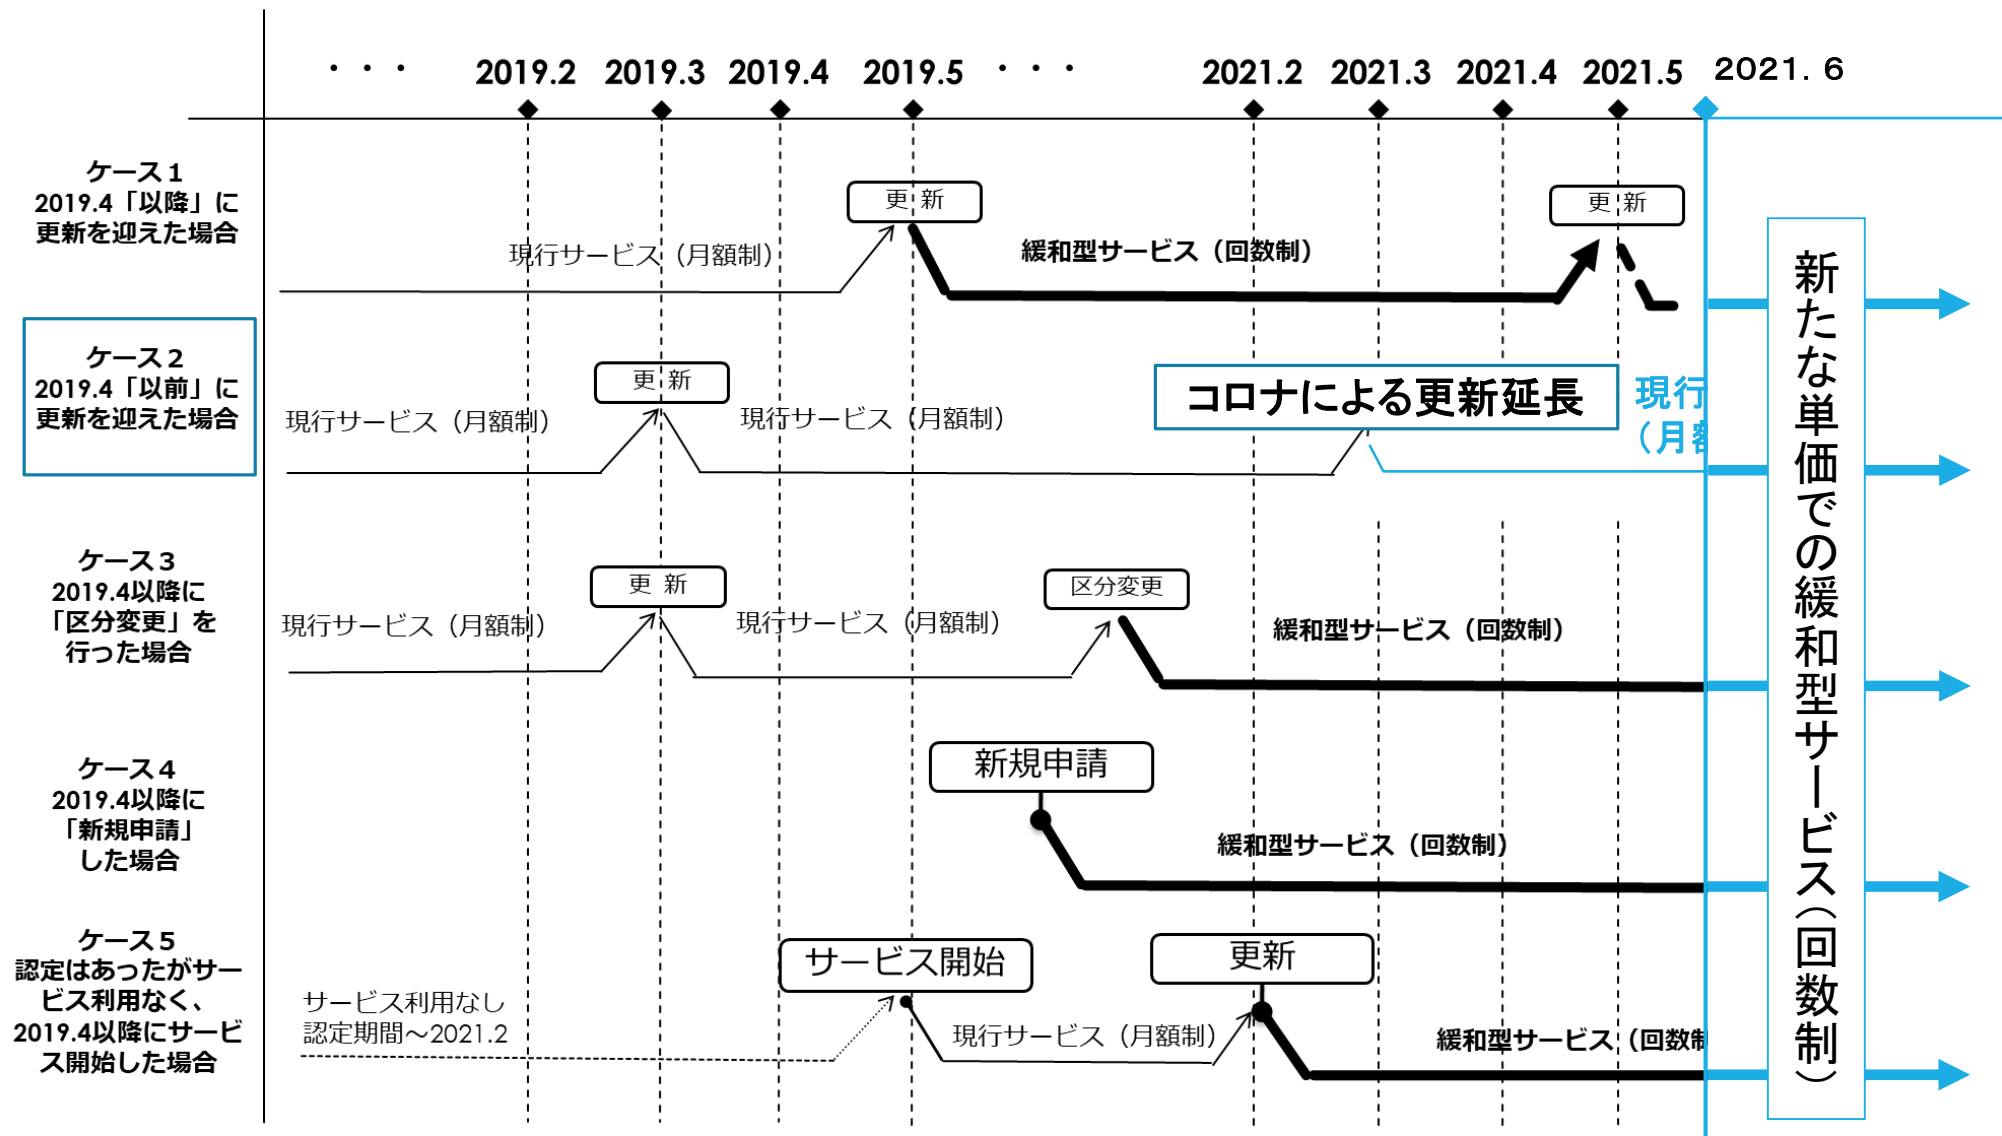 ・・・ 2019.2 2019.3 2019.4 2019.5 ・・・ 2021.2 2021.3 2021.4 2021.5 2021.6
ケース1
2019.4「以降」に
更新を迎えた場合
更 新
更 新
現行サービス（月額制）
緩和型サービス（回数制）
ケース2
2019.4「以前」に
更新を迎えた場合
現行サービス（月額制）
更 新
現行サービス（月額制）
コロナによる更新延長
現行
（月
ケース3
2019.4以降に
「区分変更」を
行った場合
現行サービス（月額制）
更 新
現行サービス（月額制）
区分変更
緩和型サービス（回数制）
ケース4
2019.4以降に
「新規申請」
した場合
新規申請
緩和型サービス（回数制）
ケース5
認定はあったがサー
ビス利用なく、
2019.4以降にサービ
ス開始した場合
サービス利用なし
認定期間～2021.2
サービス開始
現行サービス（月額制）
更新
緩和型サービス（回数
新たな単価での緩和型サービス（回数制）